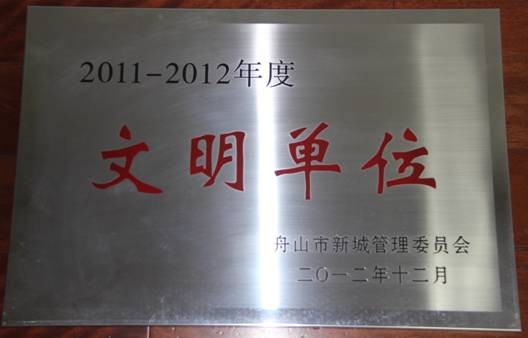 2011-2012年度
文明单位
舟山市新城管理委员会
二〇一二年十二月